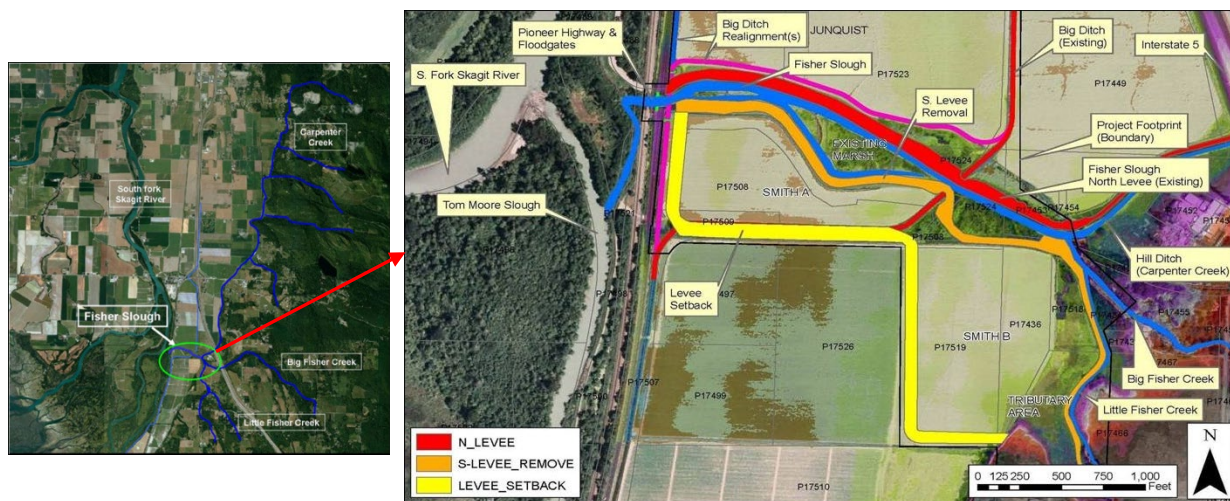 Carpenter
Creek
South fork
Skagit River
Fisher Slough
Big Fisher Creek
Little Fisher Creek
Pioneer Highway &
Floodgates
Big Ditch
Realignment(s)
JUNQUIST
Fisher Slough
Big Ditch
(Existing)
Interstate 5
S. Fork Skagit River
P17523
P17449
S. Levee
Removal
Project Footprint
(Boundary)
EXISTING
P17524
P17508
SMITH A
Fisher Slough
North Levee (Existing)
Tom Moore Slough
P17509
P17524
P17453
P17454
P17452
Hill Ditch
(Carpenter Creek)
Levee
Setback
P17518
P17455
P17436
SMITH B
P17526
P17519
7467
Big Fisher Creek
P17507
P17499
TRIBUTARY
AREA
Little Fisher Creek
P17466
N_LEVEE
S-LEVEE_REMOVE
LEVEE_SETBACK
P17510
N
0 125 250 500 750 1,000
Feet